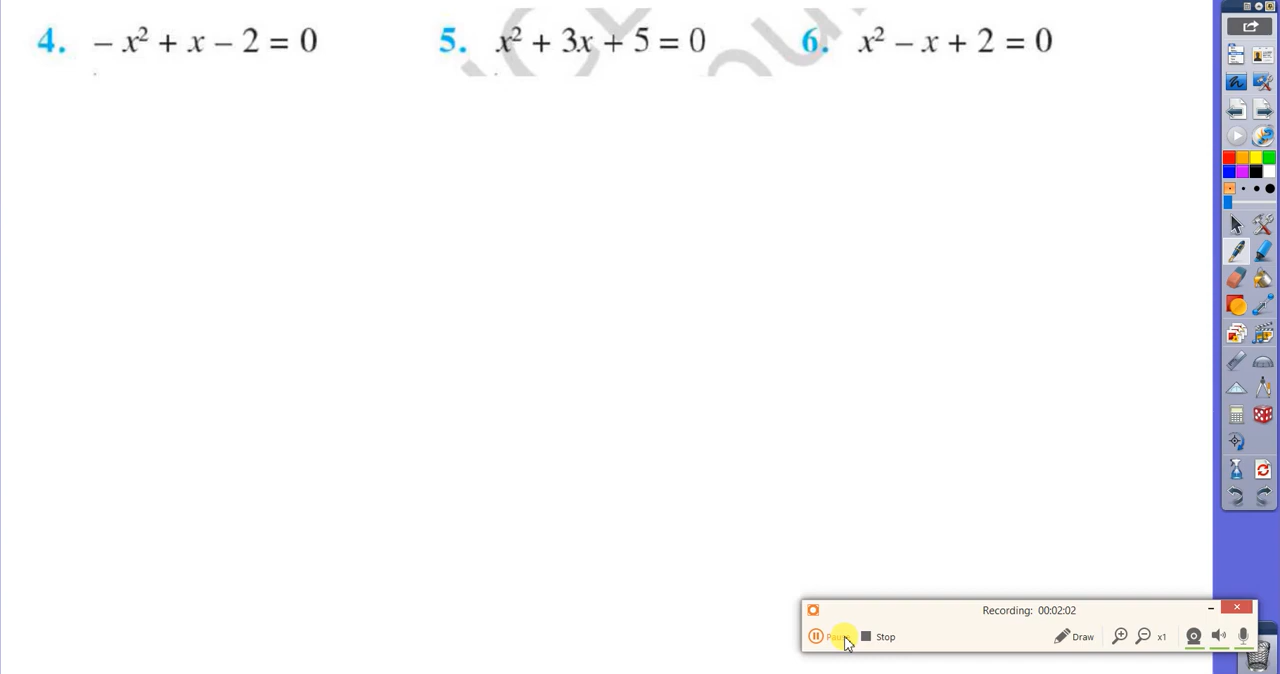 4. – x² + x – 2 = 0 5. x² + 3x + 5 = 0 6. x² – x + 2 = 0
Recording: 00:02:02
Stop Draw x1